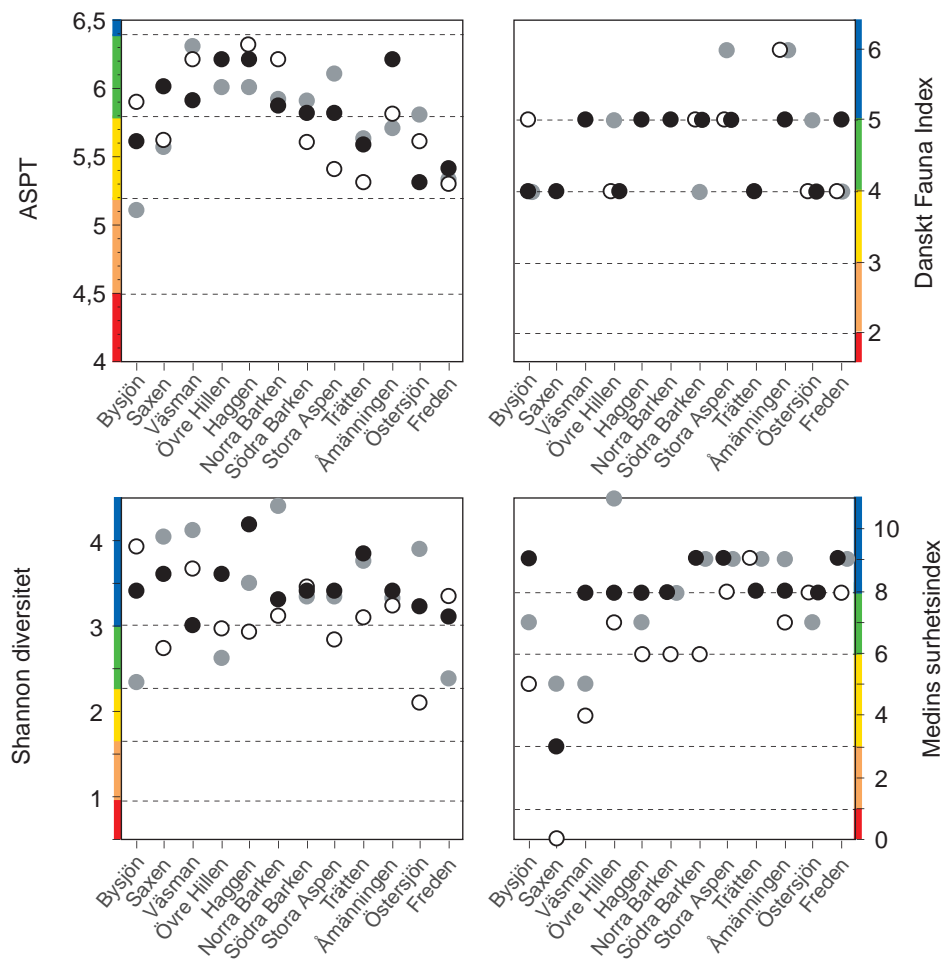 ASPT
6,5
6
5,5
5
4,5
4
Bysjön
Saxen
Väsman
Övre Hillen
Haggen
Norra Barken
Södra Barken
Stora Aspen
Trätten
Åmänningen
Östersjön
Freden
Danskt Fauna Index
6
5
4
3
2
Bysjön
Saxen
Väsman
Övre Hillen
Haggen
Norra Barken
Södra Barken
Stora Aspen
Trätten
Åmänningen
Östersjön
Freden
Shannon diversitet
4
3
2
1
Bysjön
Saxen
Väsman
Övre Hillen
Haggen
Norra Barken
Södra Barken
Stora Aspen
Trätten
Åmänningen
Östersjön
Freden
Medins surhetsindex
10
8
6
4
2
0
Bysjön
Saxen
Väsman
Övre Hillen
Haggen
Norra Barken
Södra Barken
Stora Aspen
Trätten
Åmänningen
Östersjön
Freden